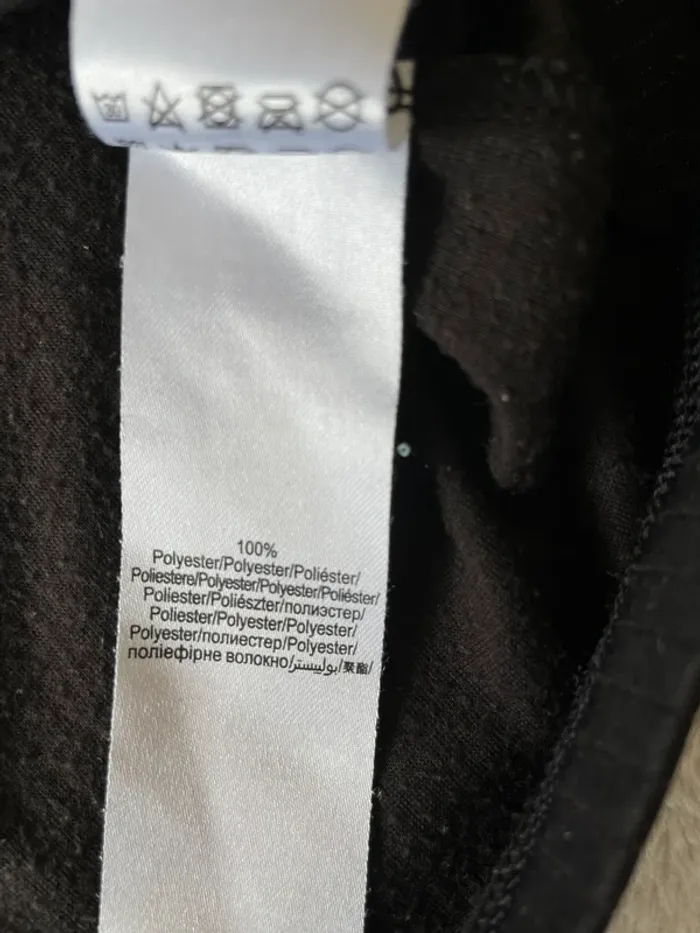 100%
Polyester/Polyester/Poliéster/
Poliestere/Polyester/Polyester/Poliéster/
Poliester/Poliészter/полиэстер/
Poliester/Polyester/Polyester/
Polyester/полиестер/Polyester/
поліефірне волокно/بوليستر/聚酯/